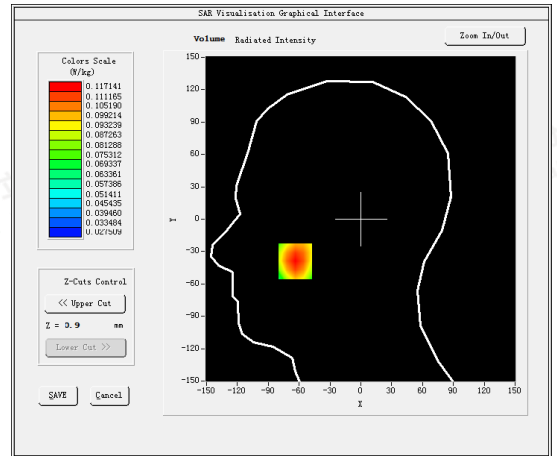 SAR Visualisation Graphical Interface
Volume Radiated Intensity
Zoom In/Out
Colors Scale
(W/kg)
0.117141
0.111165
0.105190
0.099214
0.093239
0.087263
0.081288
0.075312
0.069337
0.063361
0.057386
0.051411
0.045435
0.039460
0.033484
0.027509
Z-Cuts Control
<< Upper Cut
Z = 0.9 mm
Lower Cut >>
SAVE Cancel
150
120
90
60
30
0
-30
-60
-90
-120
-150
Y
-150 -120 -90 -60 -30 0 30 60 90 120 150
X